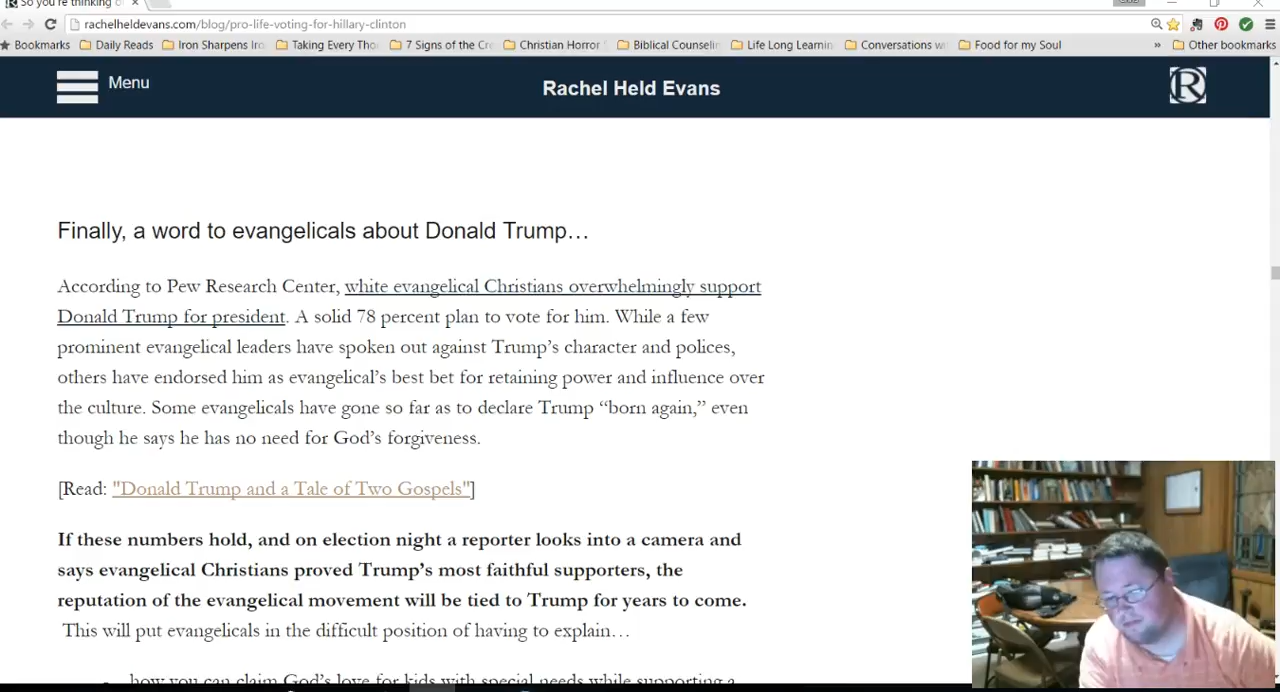 So you're thinking o
rachelheldevans.com/blog/pro-life-voting-for-hillary-clinton
Bookmarks Daily Reads Iron Sharpens Iro Taking Every Tho 7 Signs of the Cre Christian Horror Biblical Counselin Life Long Learnin Conversations wi Food for my Soul » Other bookmarks
Menu
Rachel Held Evans
R
Finally, a word to evangelicals about Donald Trump…
According to Pew Research Center, white evangelical Christians overwhelmingly support
Donald Trump for president. A solid 78 percent plan to vote for him. While a few
prominent evangelical leaders have spoken out against Trump's character and polices,
others have endorsed him as evangelical's best bet for retaining power and influence over
the culture. Some evangelicals have gone so far as to declare Trump “born again,” even
though he says he has no need for God's forgiveness.
[Read: "Donald Trump and a Tale of Two Gospels"]
If these numbers hold, and on election night a reporter looks into a camera and
says evangelical Christians proved Trump's most faithful supporters, the
reputation of the evangelical movement will be tied to Trump for years to come.
This will put evangelicals in the difficult position of having to explain…
how you can claim God's love for kids with special needs while supporting a